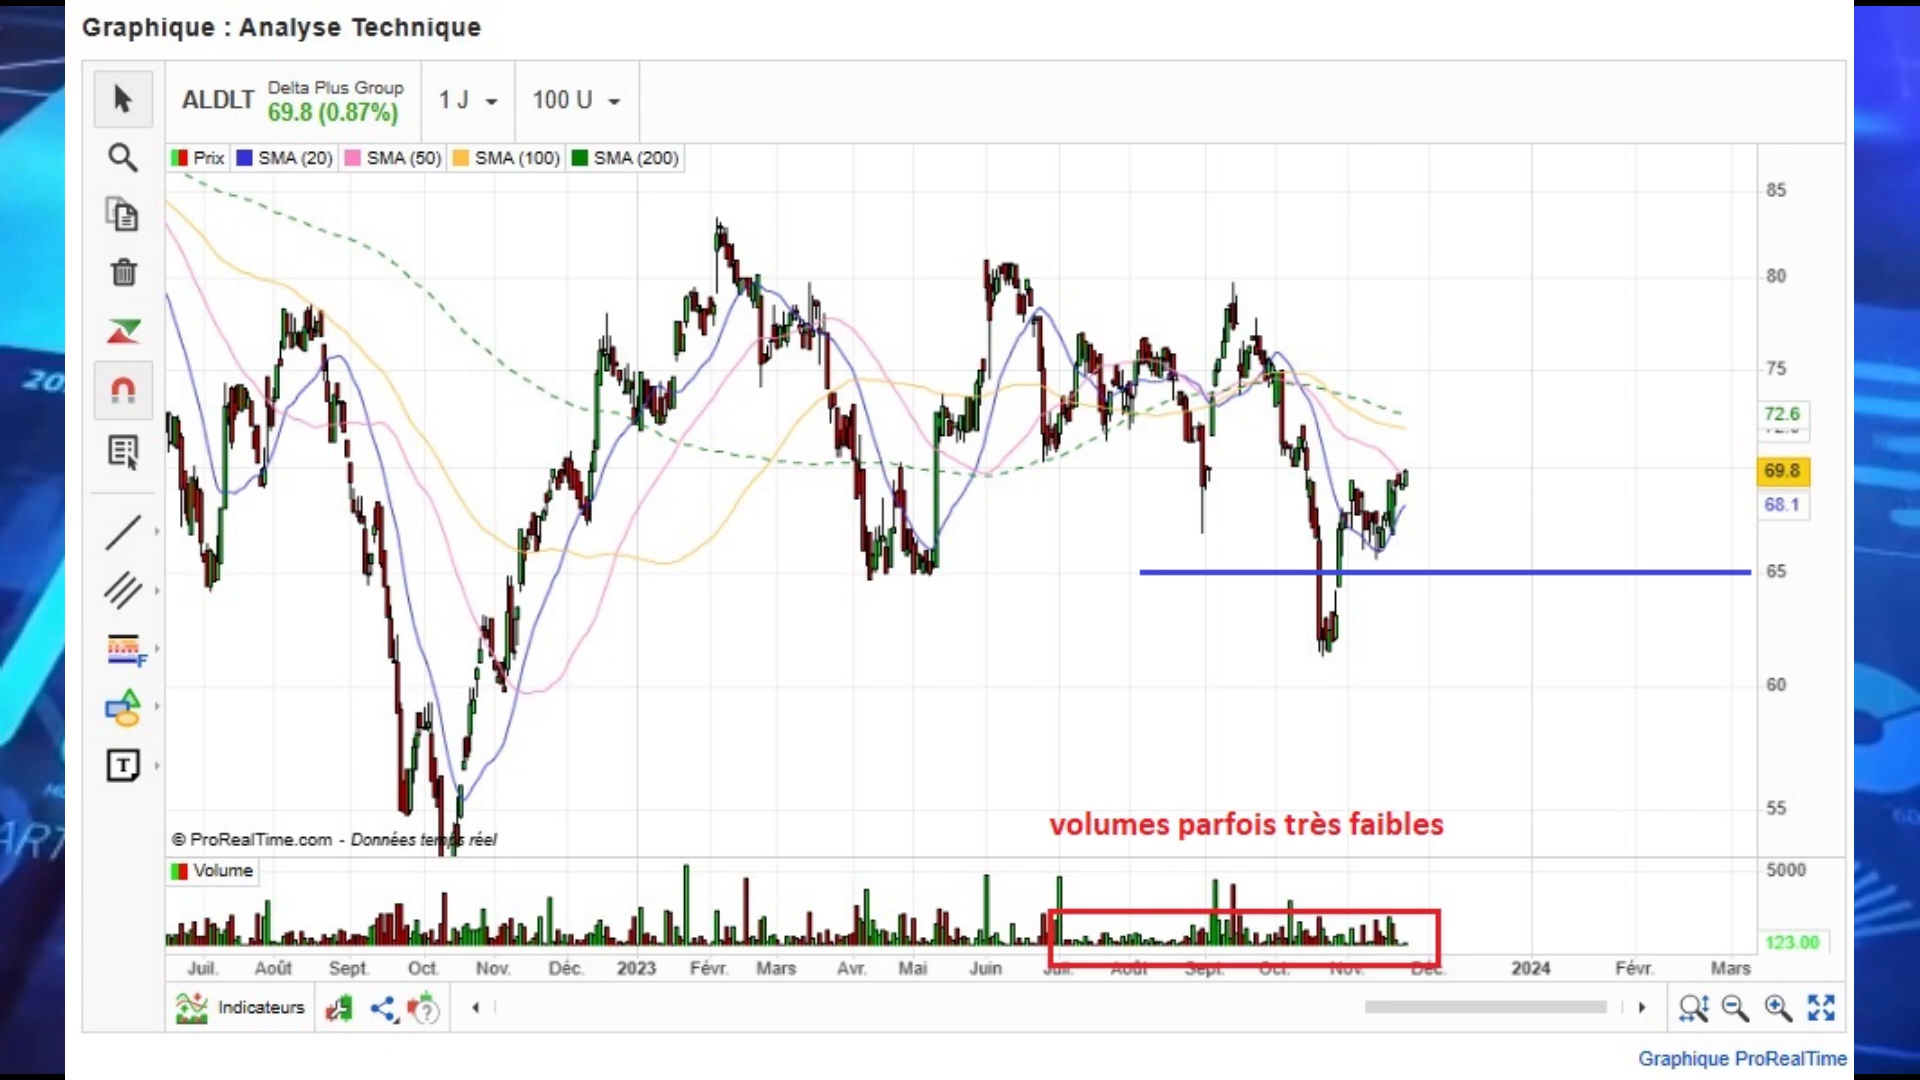 Graphique : Analyse Technique
ALDLT
Delta Plus Group
69.8 (0.87%)
1 J
100 U
Prix
SMA (20)
SMA (50)
SMA (100)
SMA (200)
85
80
75
72.6
69.8
68.1
65
60
volumes parfois très faibles
55
© ProRealTime.com - Données temps réel
Volume
5000
123.00
Juil.
Août
Sept.
Oct.
Nov.
Déc.
2023
Févr.
Mars
Avr.
Mai
Juin
Juil.
Août
Sept.
Oct.
Nov.
Déc.
2024
Févr.
Mars
Indicateurs
Graphique ProRealTime